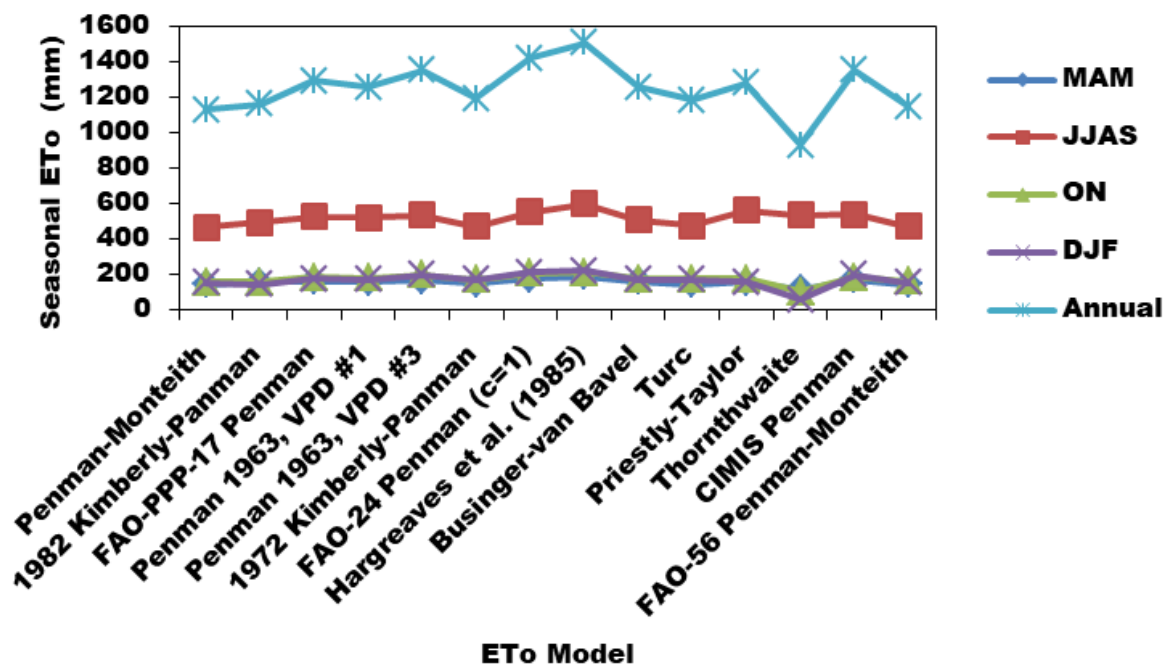 Seasonal ETo (mm)
1600
1400
1200
1000
800
600
400
200
0
Penman-Monteith
1982 Kimberly-Panman
FAO-PPP-17 Penman
Penman 1963, VPD #1
Penman 1963, VPD #3
1972 Kimberly-Panman
FAO-24 Penman (c=1)
Hargreaves et al. (1985)
Businger-van Bavel
Turc
Priestly-Taylor
Thornthwaite
CIMIS Penman
FAO-56 Penman-Monteith
ETo Model
MAM
JJAS
ON
DJF
Annual